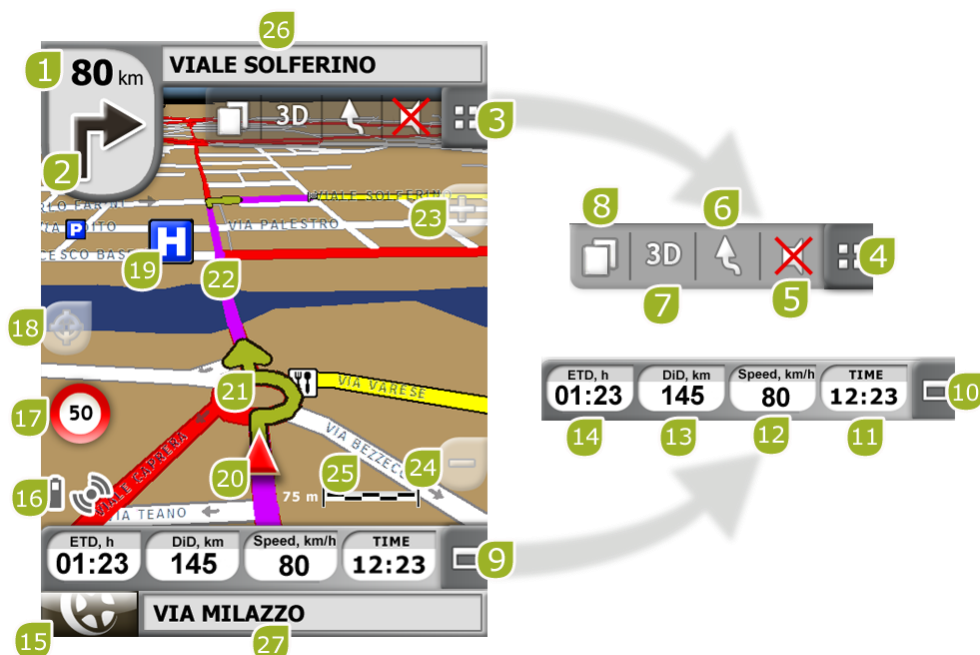 26
1
80 km
VIALE SOLFERINO
3D
3
2
VIALE SOLFERINO
23
P
VIA PALESTRO
H
19
22
18
21
VIA VARESE
17
50
VIALE CAPRERA
20
VIA BEZZECC
25
24
16
75 m
VIA TEANO
ETD, h
01:23
DiD, km
145
Speed, km/h
80
TIME
12:23
9
15
VIA MILAZZO
27
8
6
3D
4
7
5
ETD, h
01:23
DiD, km
145
Speed, km/h
80
TIME
12:23
10
14
13
12
11